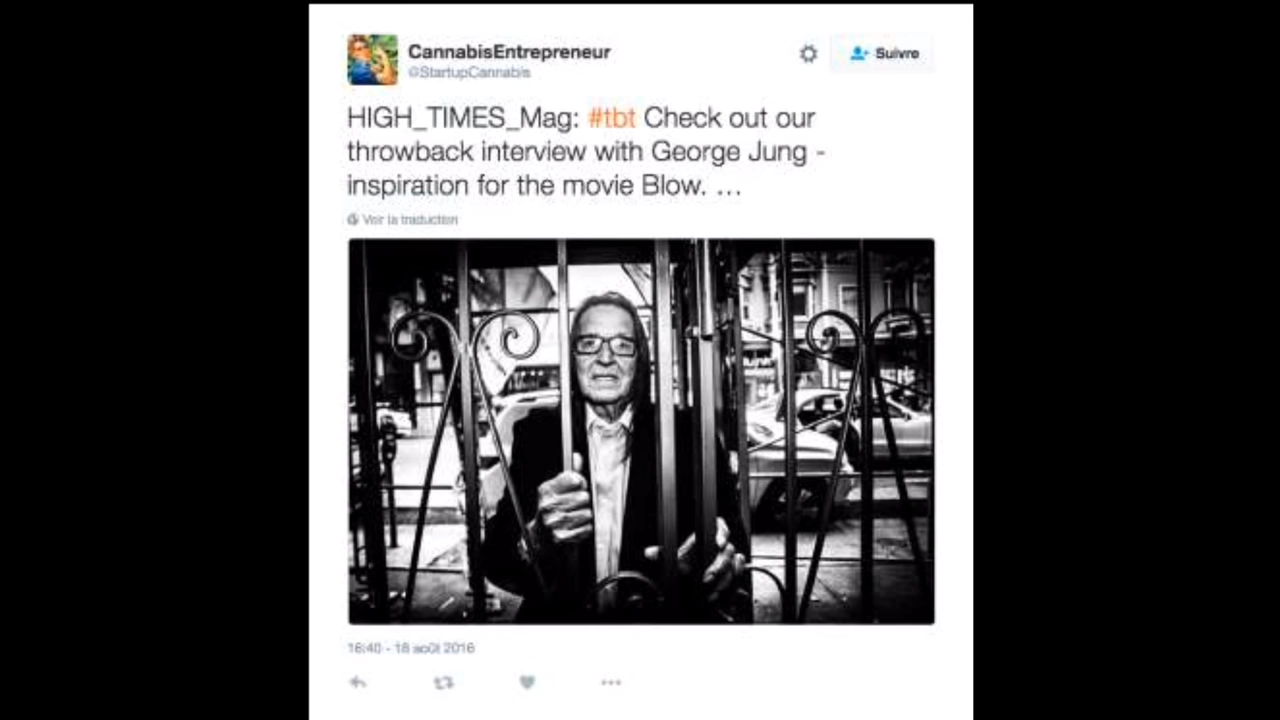 CannabisEntrepreneur
@StartupCannabis
Suivre
HIGH_TIMES_Mag: #tbt Check out our
throwback interview with George Jung -
inspiration for the movie Blow. …
Voir la traduction
16:40 - 18 août 2016